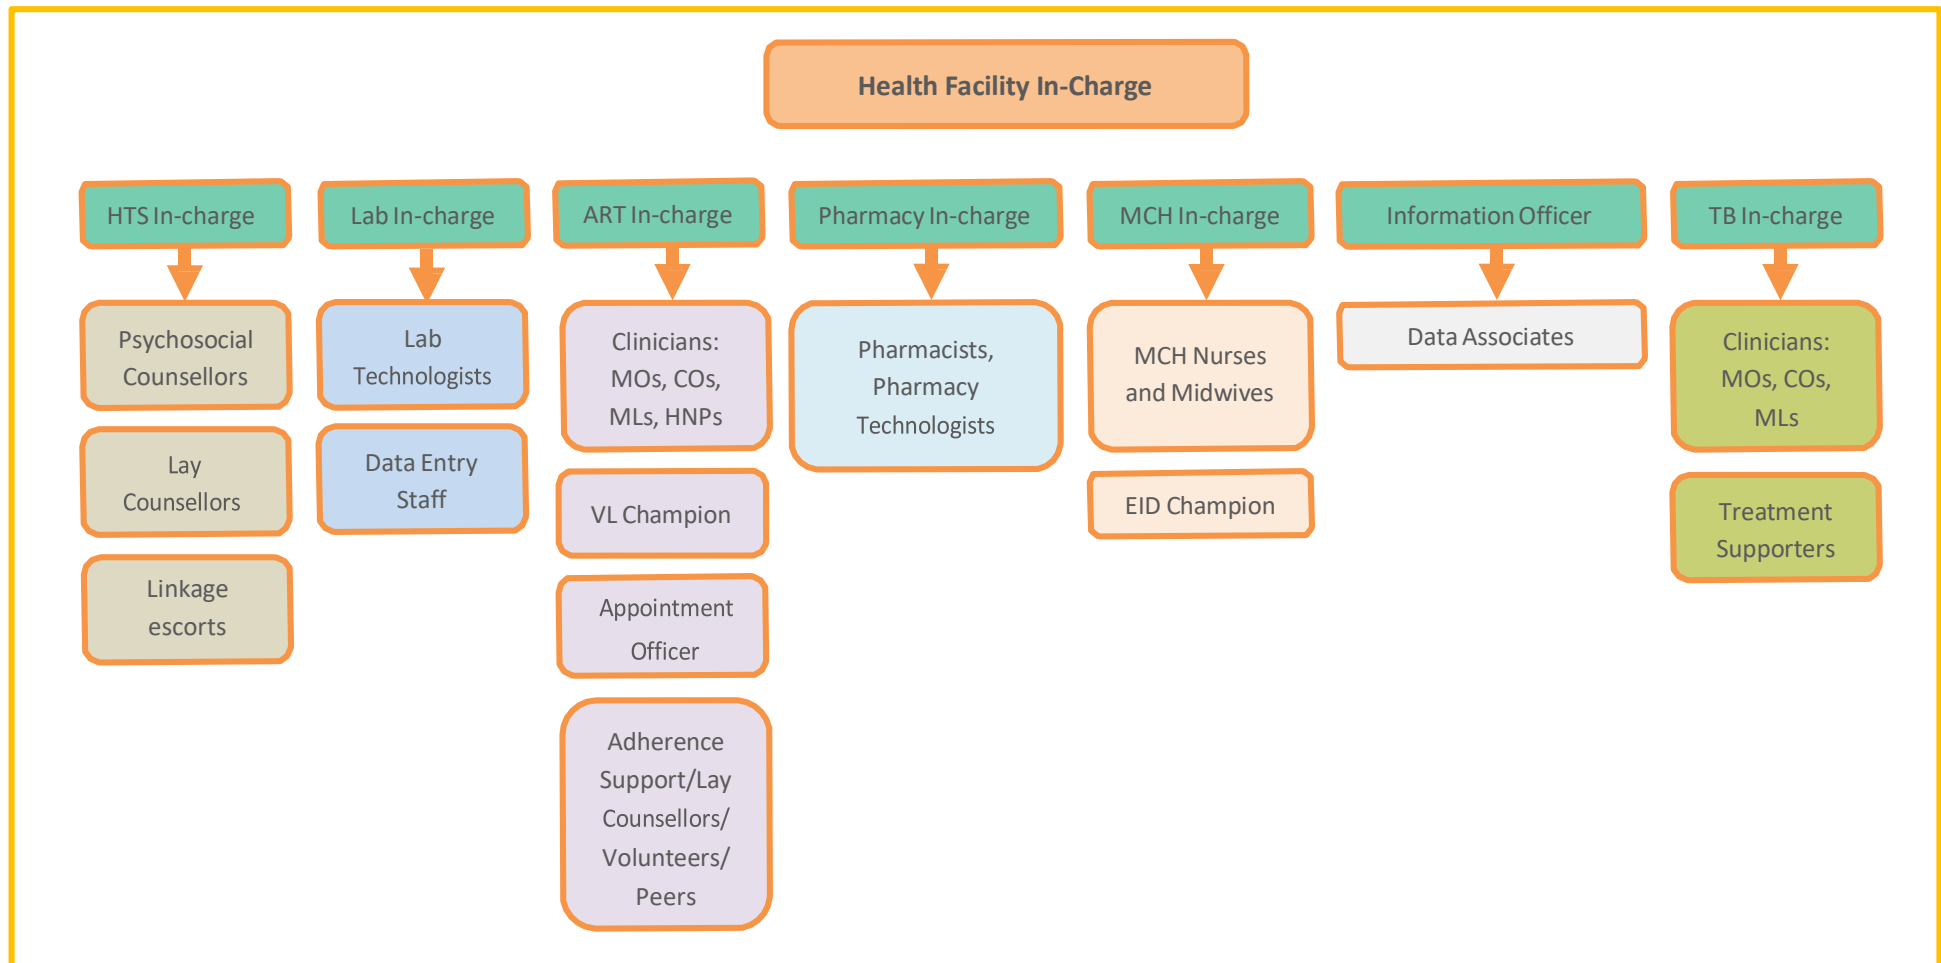 Health Facility In-Charge
HTS In-charge
Lab In-charge
ART In-charge
Pharmacy In-charge
MCH In-charge
Information Officer
TB In-charge
Psychosocial
Counsellors
Lay
Counsellors
Linkage
escorts
Lab
Technologists
Data Entry
Staff
Clinicians:
MOs, COs,
MLs, HNPs
VL Champion
Appointment
Officer
Adherence
Support/Lay
Counsellors/
Volunteers/
Peers
Pharmacists,
Pharmacy
Technologists
MCH Nurses
and Midwives
EID Champion
Data Associates
Clinicians:
MOs, COs,
MLs
Treatment
Supporters